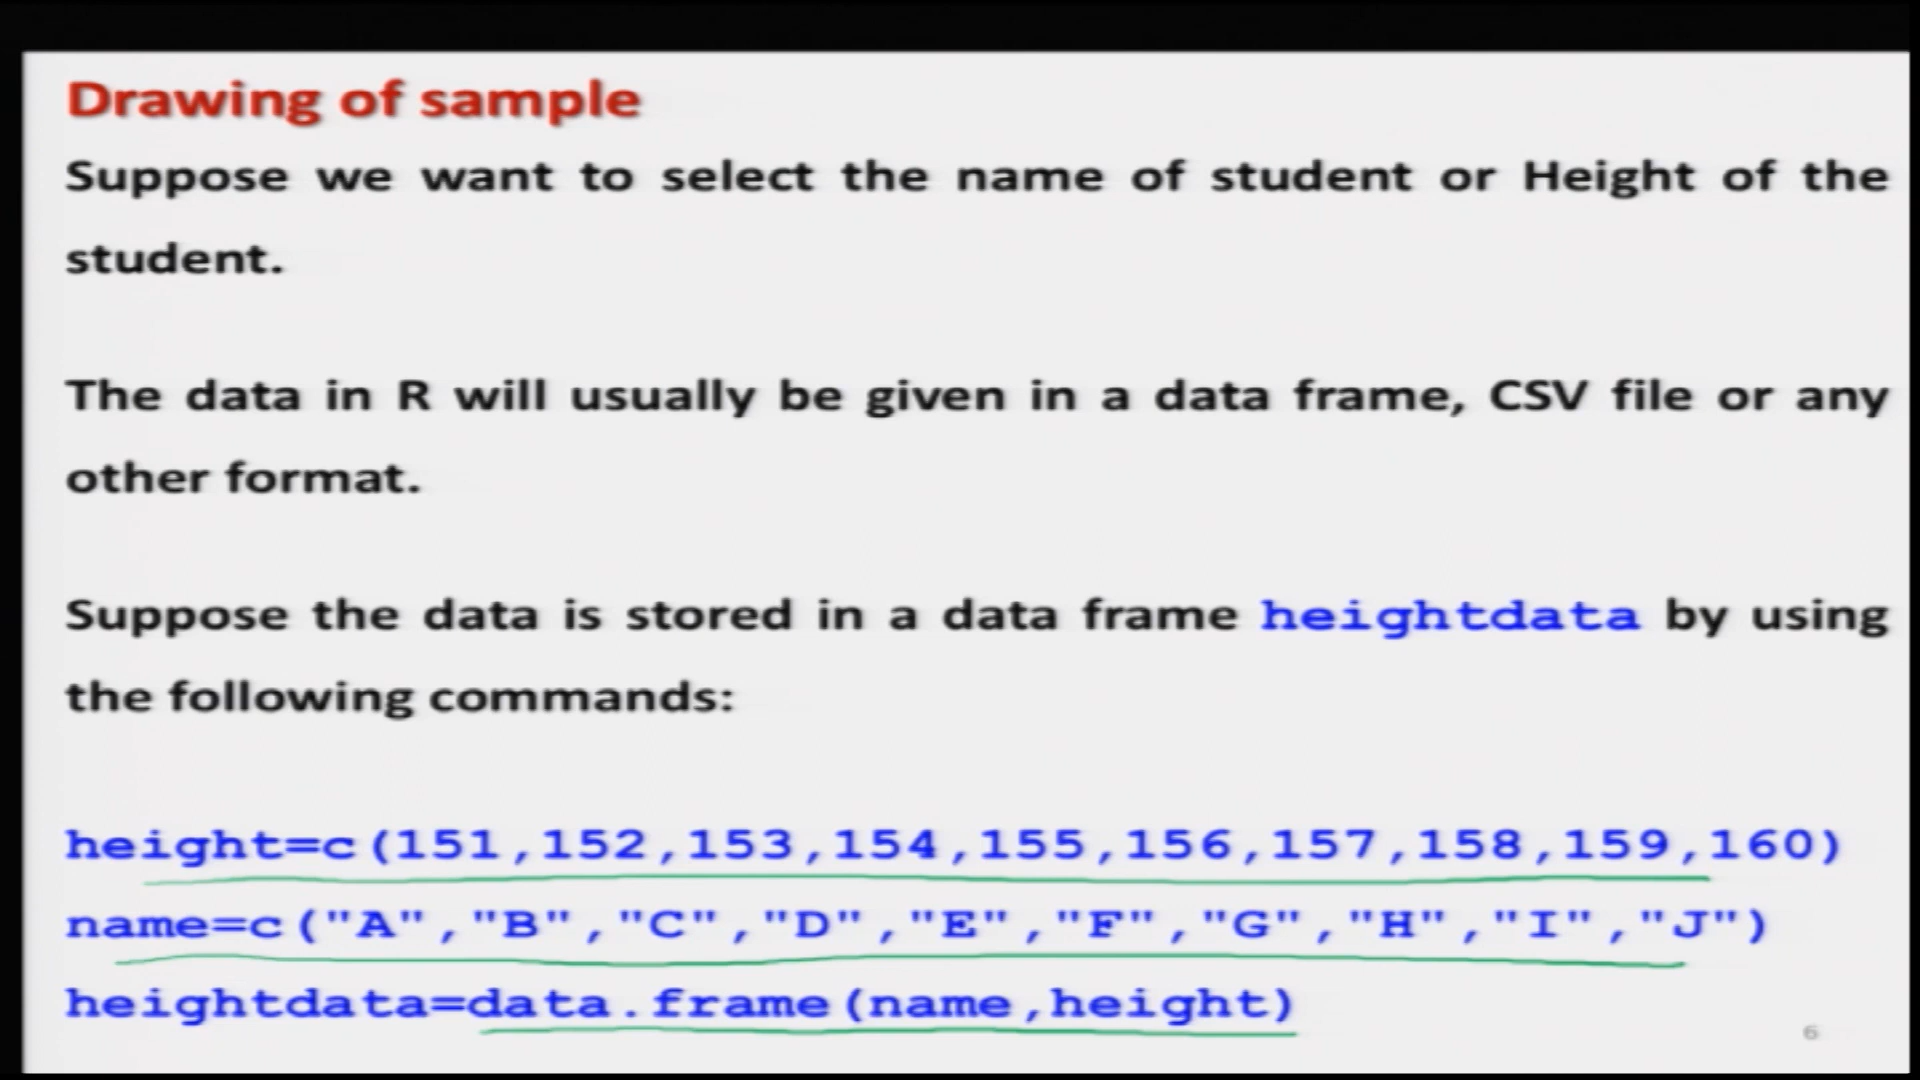 Drawing of sample
Suppose we want to select the name of student or Height of the
student.
The data in R will usually be given in a data frame, CSV file or any
other format.
Suppose the data is stored in a data frame heightdata by using
the following commands:
height=c(151,152,153,154,155,156,157,158,159,160)
name=c("A","B","C","D","E","F","G","H","I","J")
heightdata=data.frame(name,height)
6